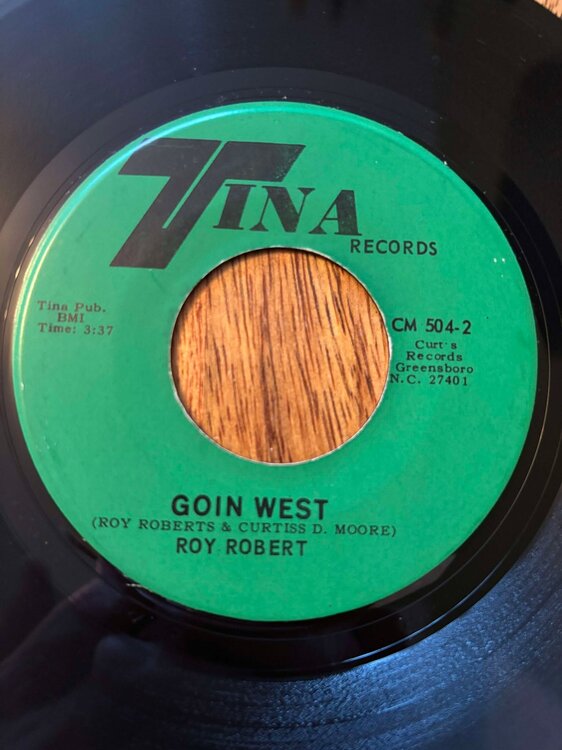 TINA
RECORDS
Tina Pub.
BMI
Time: 3:37
CM 504-2
Curt's
Records
Greensboro
N.C. 27401
GOIN WEST
(ROY ROBERTS & CURTISS D. MOORE)
ROY ROBERT